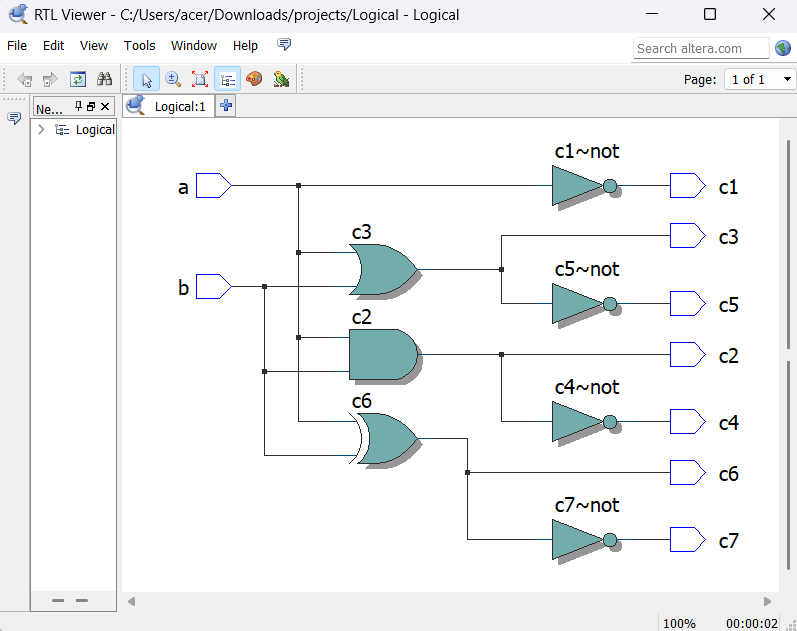 RTL Viewer - C:/Users/acer/Downloads/projects/Logical - Logical
File Edit View Tools Window Help
Search altera.com
Page: 1 of 1
Ne...
Logical:1
Logical
c1~not
a
c1
c3
c3
c5~not
b
c5
c2
c2
c4~not
c6
c4
c6
c7~not
c7
100% 00:00:02